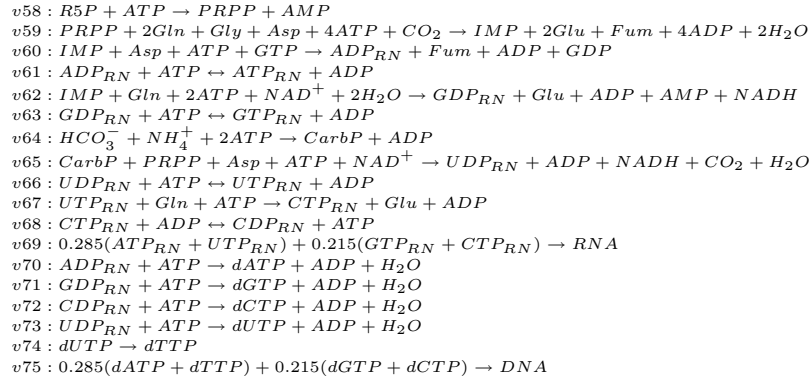 v58 : R5P + ATP → PRPP + AMP
v59 : PRPP + 2Gln + Gly + Asp + 4ATP + CO₂ → IMP + 2Glu + Fum + 4ADP + 2H₂O
v60 : IMP + Asp + ATP + GTP → ADP_RN + Fum + ADP + GDP
v61 : ADP_RN + ATP ↔ ATP_RN + ADP
v62 : IMP + Gln + 2ATP + NAD⁺ + 2H₂O → GDP_RN + Glu + ADP + AMP + NADH
v63 : GDP_RN + ATP ↔ GTP_RN + ADP
v64 : HCO₃⁻ + NH₄⁺ + 2ATP → CarbP + ADP
v65 : CarbP + PRPP + Asp + ATP + NAD⁺ → UDP_RN + ADP + NADH + CO₂ + H₂O
v66 : UDP_RN + ATP ↔ UTP_RN + ADP
v67 : UTP_RN + Gln + ATP → CTP_RN + Glu + ADP
v68 : CTP_RN + ADP ↔ CDP_RN + ATP
v69 : 0.285(ATP_RN + UTP_RN) + 0.215(GTP_RN + CTP_RN) → RNA
v70 : ADP_RN + ATP → dATP + ADP + H₂O
v71 : GDP_RN + ATP → dGTP + ADP + H₂O
v72 : CDP_RN + ATP → dCTP + ADP + H₂O
v73 : UDP_RN + ATP → dUTP + ADP + H₂O
v74 : dUTP → dTTP
v75 : 0.285(dATP + dTTP) + 0.215(dGTP + dCTP) → DNA